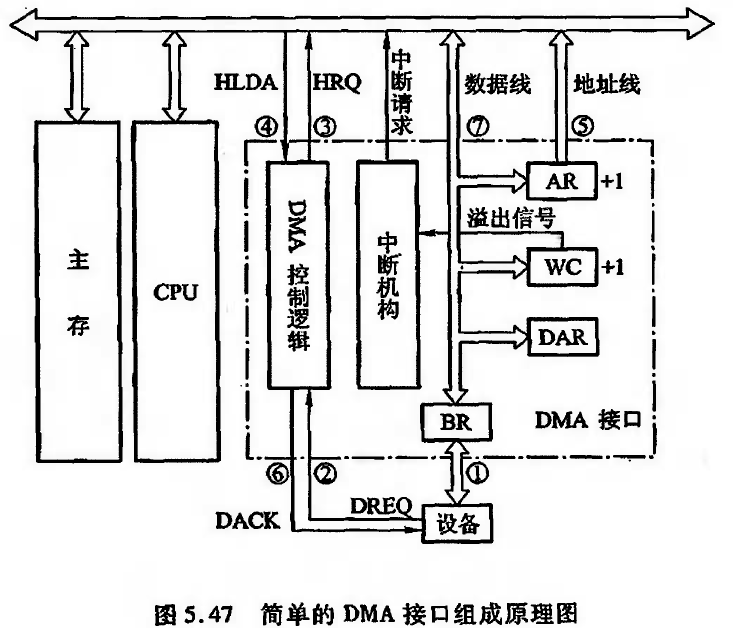 HLDA
HRQ
中断请求
数据线
地址线
④
③
⑦
⑤
主存
CPU
DMA 控制逻辑
中断机构
AR
+1
溢出信号
WC
+1
DAR
BR
DMA 接口
⑥
②
①
DACK
DREQ
设备
图 5.47 简单的 DMA 接口组成原理图